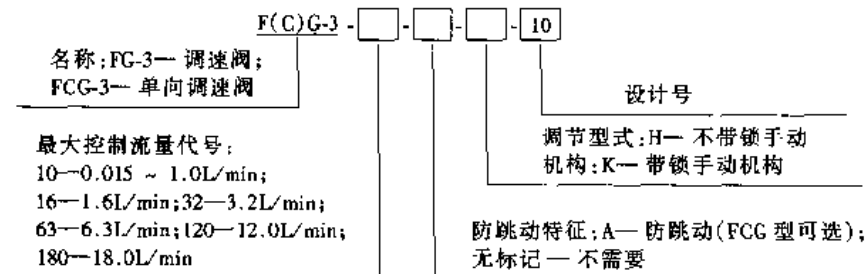 F(C)G-3 - □ - □ - □ - 10
名称:FG-3— 调速阀;
FCG-3— 单向调速阀
设计号
最大控制流量代号:
10—0.015 ~ 1.0L/min;
16—1.6L/min;32—3.2L/min;
63—6.3L/min;120—12.0L/min;
180—18.0L/min
调节型式:H— 不带锁手动
机构:K— 带锁手动机构
防跳动特征:A— 防跳动(FCG 型可选);
无标记 — 不需要